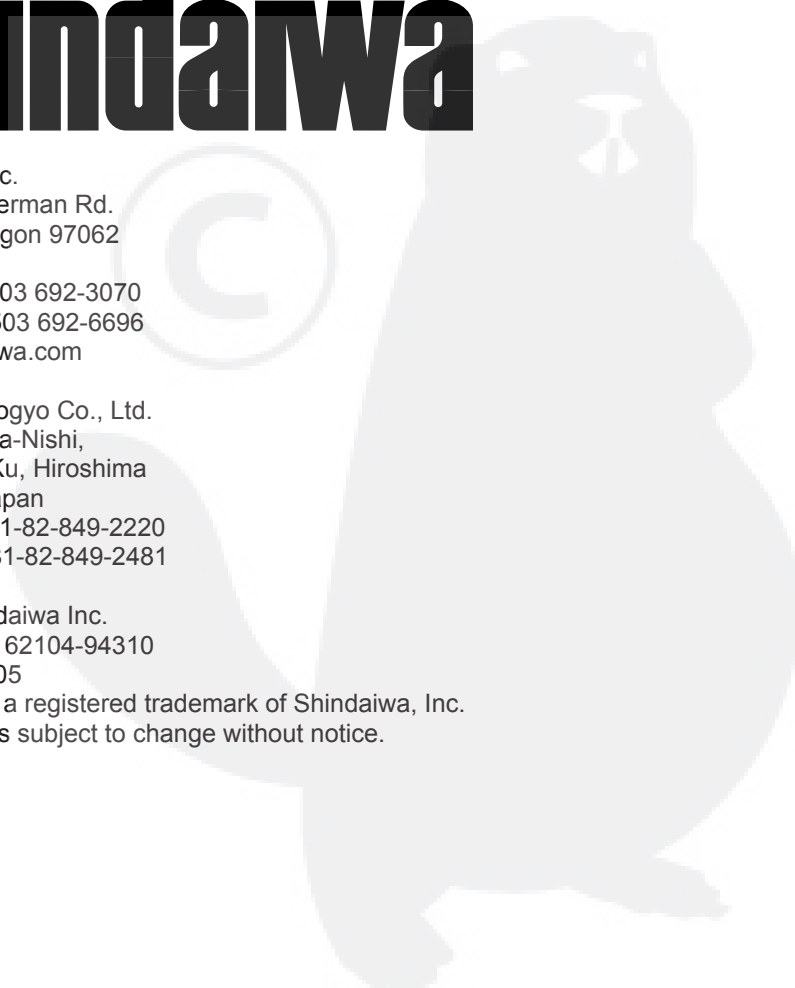 indaiwa
c.
erman Rd.
gon 97062
03 692-3070
503 692-6696
wa.com
ogyo Co., Ltd.
a-Nishi,
Ku, Hiroshima
apan
1-82-849-2220
81-82-849-2481
daiwa Inc.
62104-94310
05
a registered trademark of Shindaiwa, Inc.
s subject to change without notice.
©